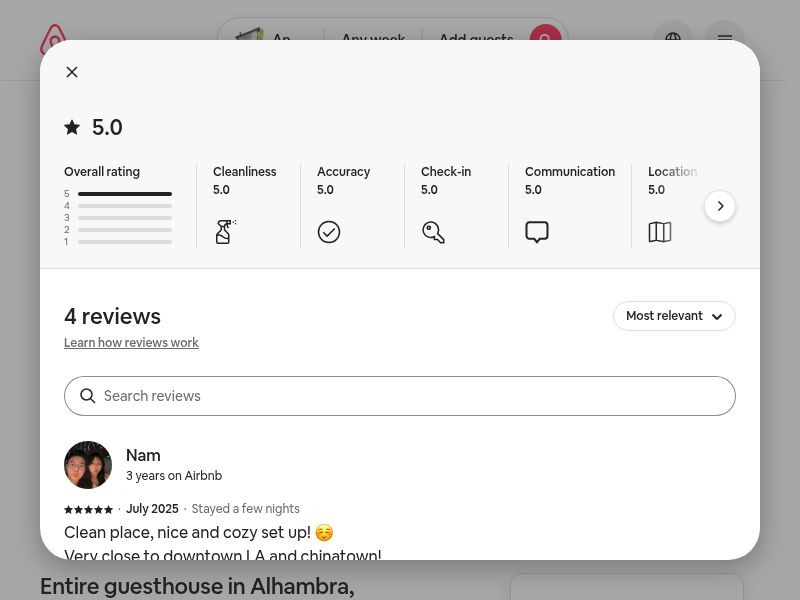 An
Any week
Add guests
5.0
Overall rating
5
4
3
2
1
Cleanliness
5.0
Accuracy
5.0
Check-in
5.0
Communication
5.0
Location
5.0
4 reviews
Most relevant
Learn how reviews work
Search reviews
Nam
3 years on Airbnb
★★★★★ · July 2025 · Stayed a few nights
Clean place, nice and cozy set up! ☺️
Very close to downtown LA and chinatown!
Entire guesthouse in Alhambra,